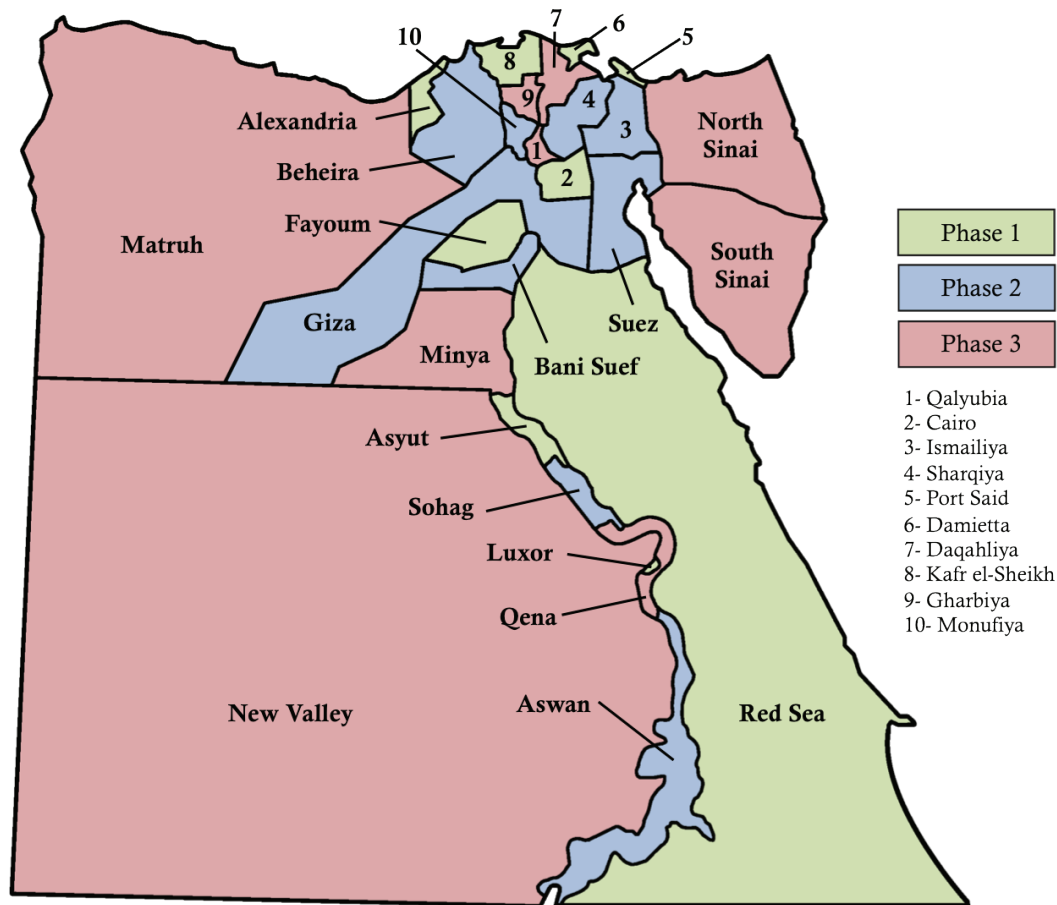 7
6
10
5
8
Alexandria
9
4
North
Sinai
3
1
Beheira
2
Fayoum
Matruh
Phase 1
South
Sinai
Phase 2
Giza
Suez
Phase 3
Minya
Bani Suef
1- Qalyubia
2- Cairo
3- Ismailiya
4- Sharqiya
5- Port Said
6- Damietta
7- Daqahliya
8- Kafr el-Sheikh
9- Gharbiya
10- Monufiya
Asyut
Sohag
Luxor
Qena
Aswan
New Valley
Red Sea